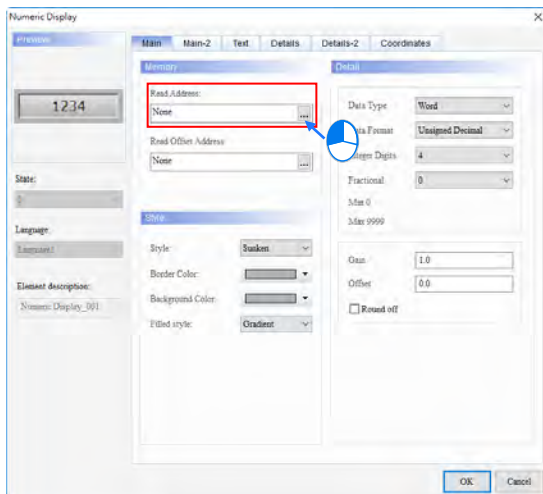 Numeric Display
Preview
1234
State:
0
Language:
Language1
Element description:
Numeric Display_001
Main Main-2 Text Details Details-2 Coordinates
Memory
Read Address:
None
...
Read Offset Address
None
...
Style
Style: Sunken
Border Color:
Background Color:
Filled style: Gradient
Detail
Data Type Word
Format Unsigned Decimal
Digits 4
Fractional 0
Min 0
Max 9999
Gain 1.0
Offset 0.0
Round off
OK Cancel